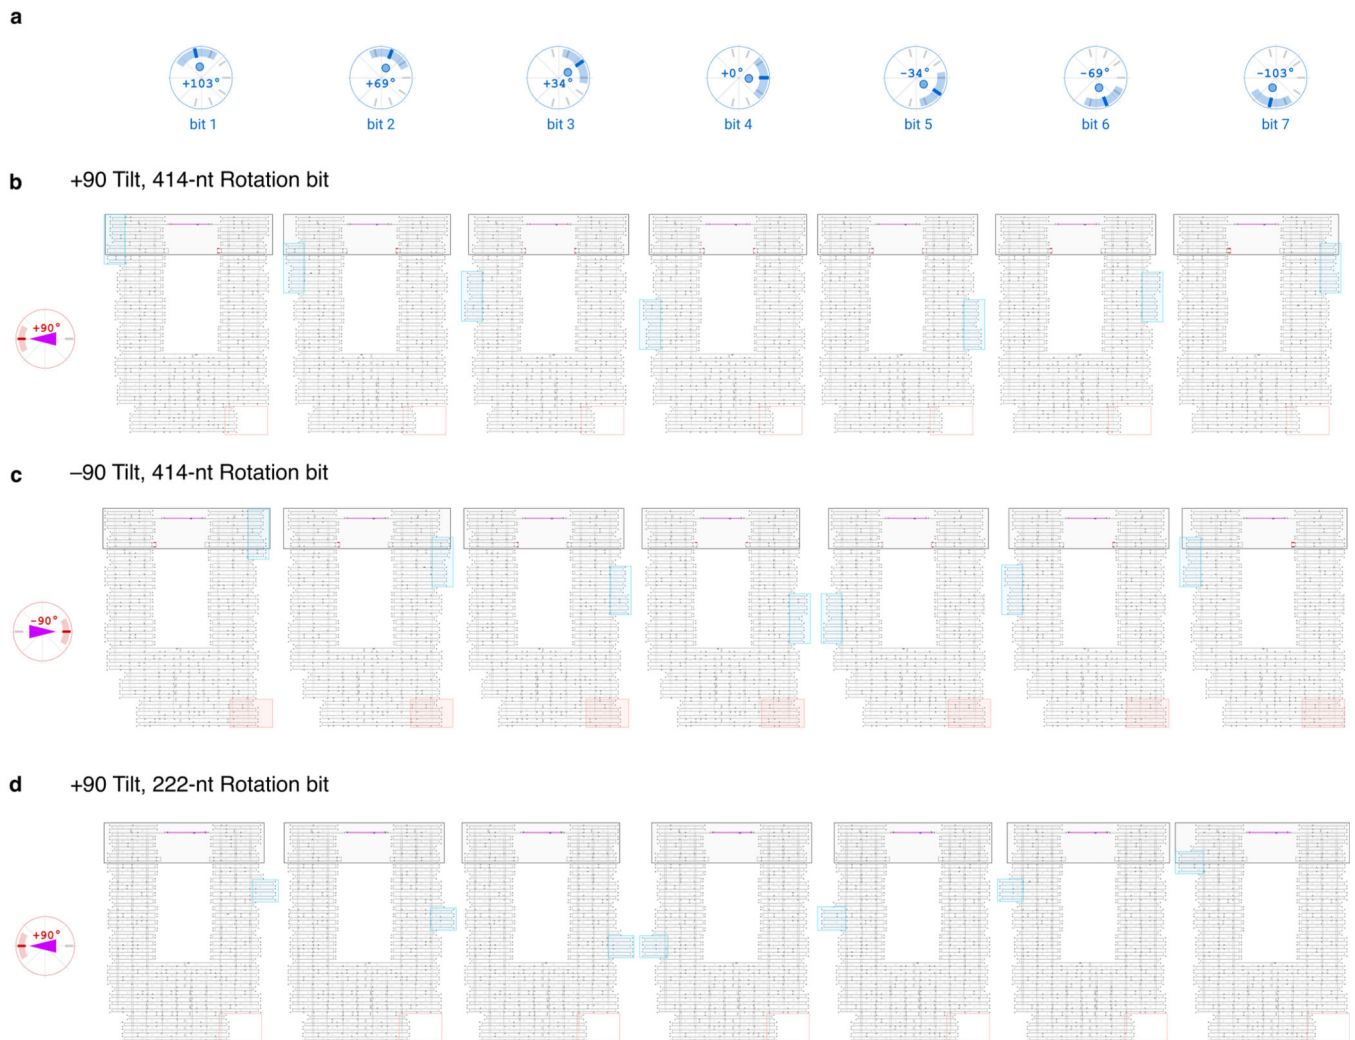 a
+103° +69° +34° +0° -34° -69° -103°
bit 1 bit 2 bit 3 bit 4 bit 5 bit 6 bit 7
b +90 Tilt, 414-nt Rotation bit
+90°
c –90 Tilt, 414-nt Rotation bit
-90°
d +90 Tilt, 222-nt Rotation bit
+90°